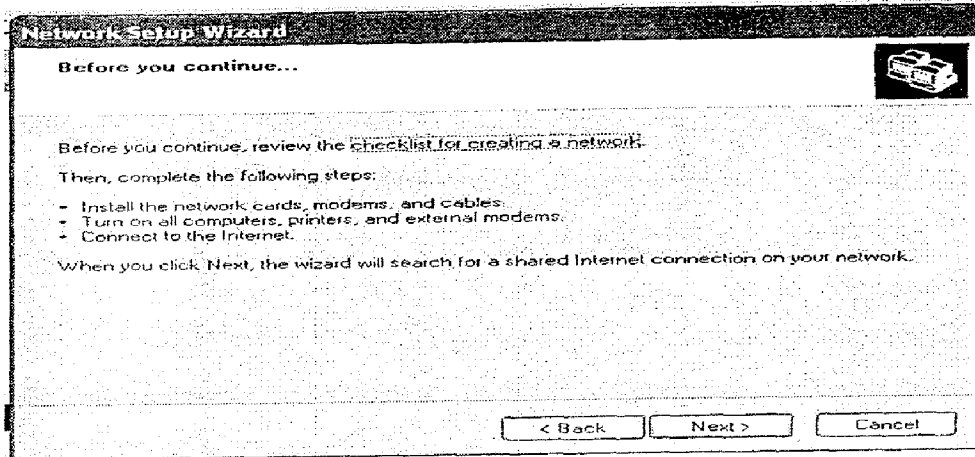 Network Setup Wizard
Before you continue...
Before you continue, review the checklist for creating a network.
Then, complete the following steps:
- Install the network cards, modems, and cables.
- Turn on all computers, printers, and external modems.
- Connect to the Internet.
When you click Next, the wizard will search for a shared Internet connection on your network.
< Back
Next >
Cancel